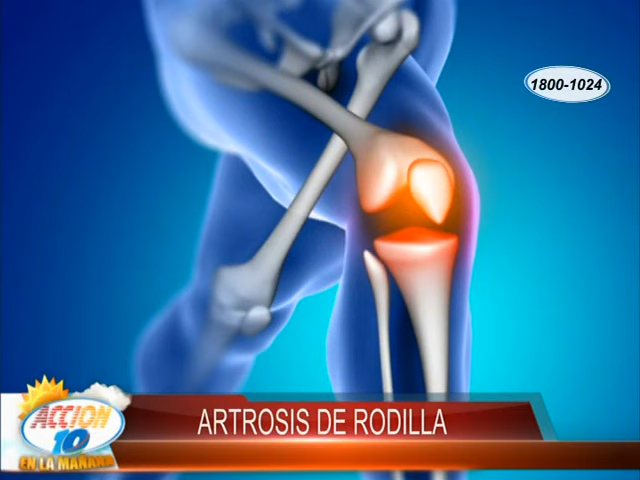 1800-1024
ARTROSIS DE RODILLA
ACCION
10
EN LA MAÑANA